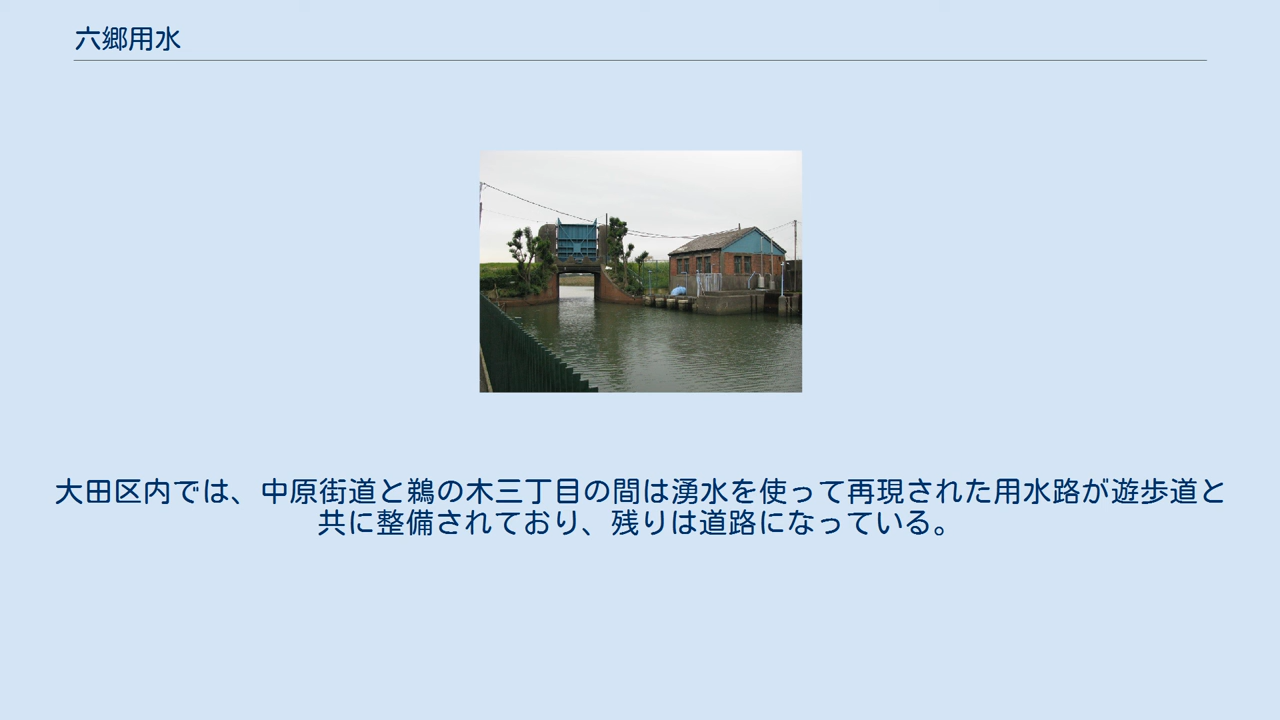 六郷用水
大田区内では、中原街道と鵜の木三丁目の間は湧水を使って再現された用水路が遊歩道と
共に整備されており、残りは道路になっている。